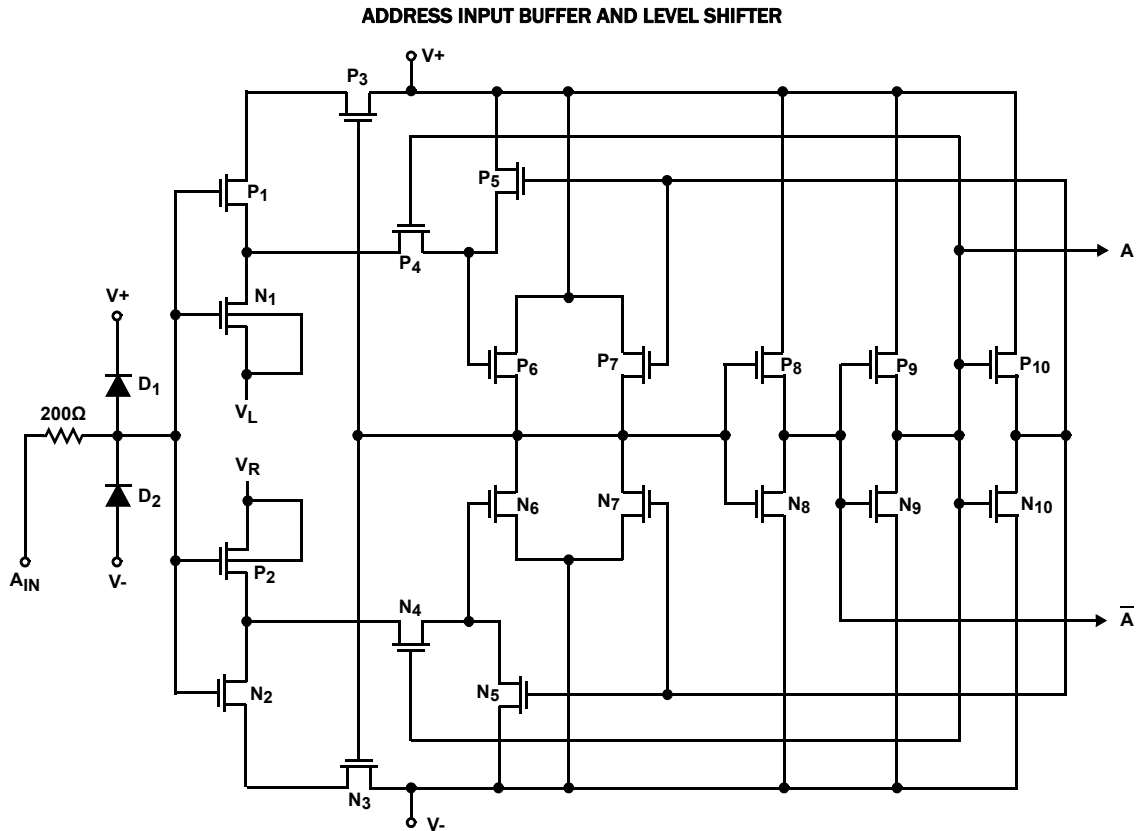 ADDRESS INPUT BUFFER AND LEVEL SHIFTER
V+
P3
P1
P5
P4
A
N1
V+
D1
P6
P7
P8
P9
P10
VL
200Ω
VR
D2
N6
N7
N8
N9
N10
AIN
V-
P2
N4
A̅
N2
N5
N3
V-